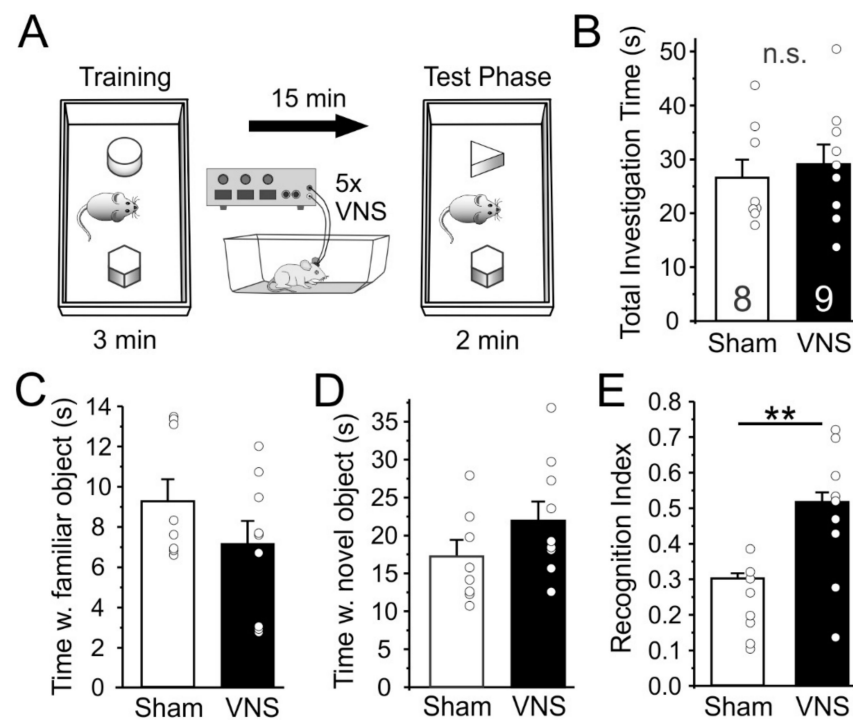 A
Training
15 min
Test Phase
5x
VNS
3 min
2 min
B
Total Investigation Time (s)
n.s.
50
40
30
20
10
0
8
9
Sham
VNS
C
Time w. familiar object (s)
14
12
10
8
6
4
2
0
Sham
VNS
D
Time w. novel object (s)
35
30
25
20
15
10
5
0
Sham
VNS
E
Recognition Index
**
0.8
0.7
0.6
0.5
0.4
0.3
0.2
0.1
0.0
Sham
VNS